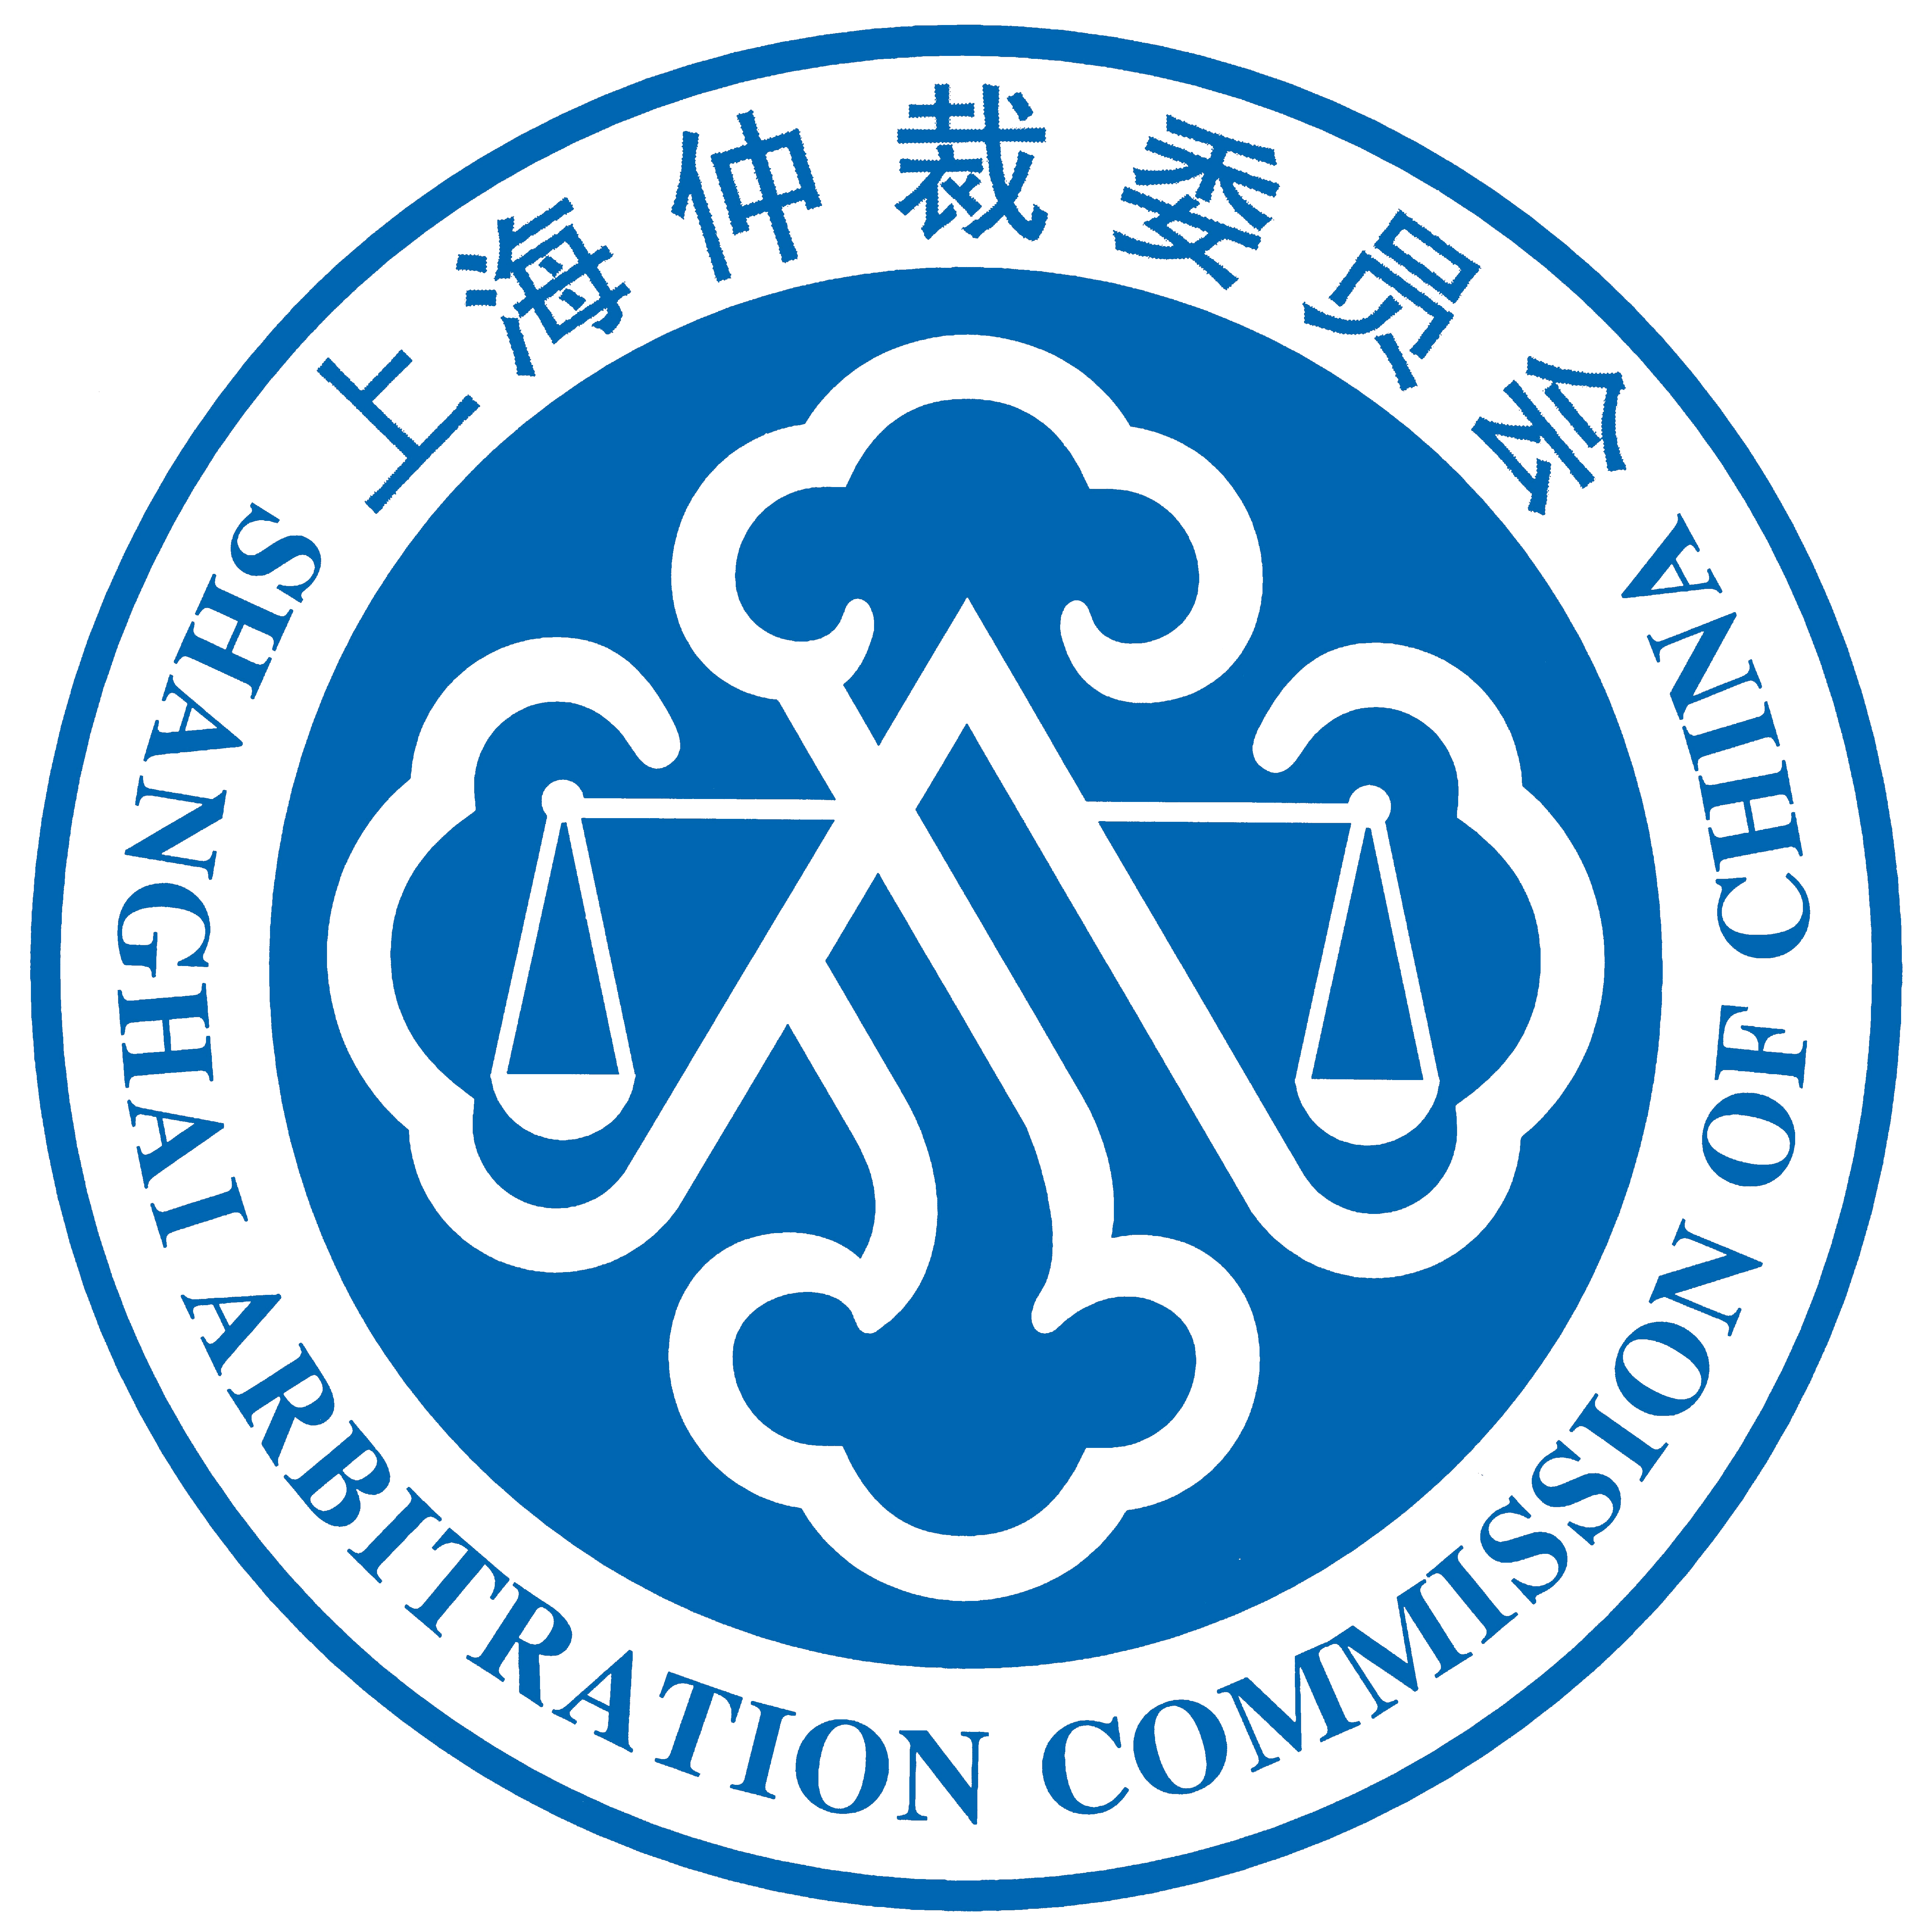 上海仲裁委员会
SHANGHAI ARBITRATION COMMISSION OF CHINA